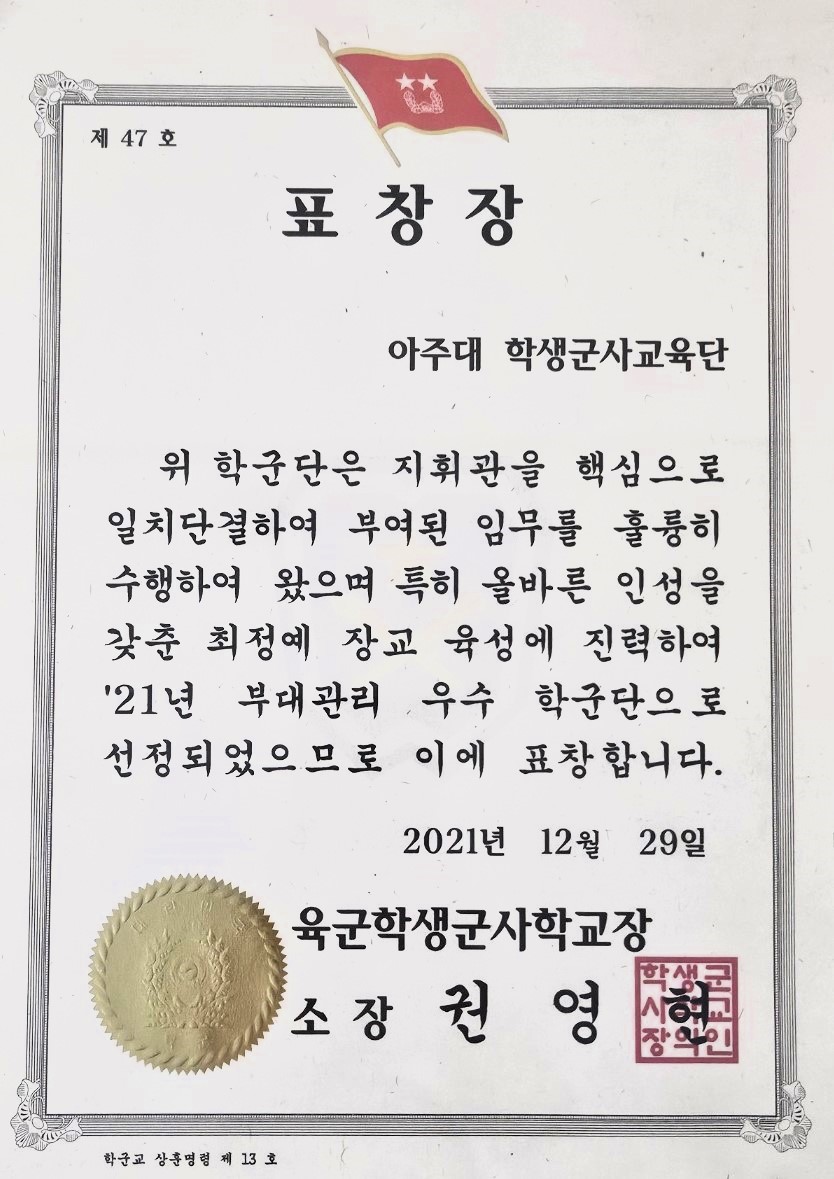 제 47 호
표 창 장
아주대 학생군사교육단
위 학군단은 지휘관을 핵심으로
일치단결하여 부여된 임무를 훌륭히
수행하여 왔으며 특히 올바른 인성을
갖춘 최정예 장교 육성에 진력하여
'21년 부대관리 우수 학군단으로
선정되었으므로 이에 표창합니다.
2021년 12월 29일
육군학생군사학교장
소장 권 영 현
학생군
사학교
장의인
학군교 상훈명령 제 13 호